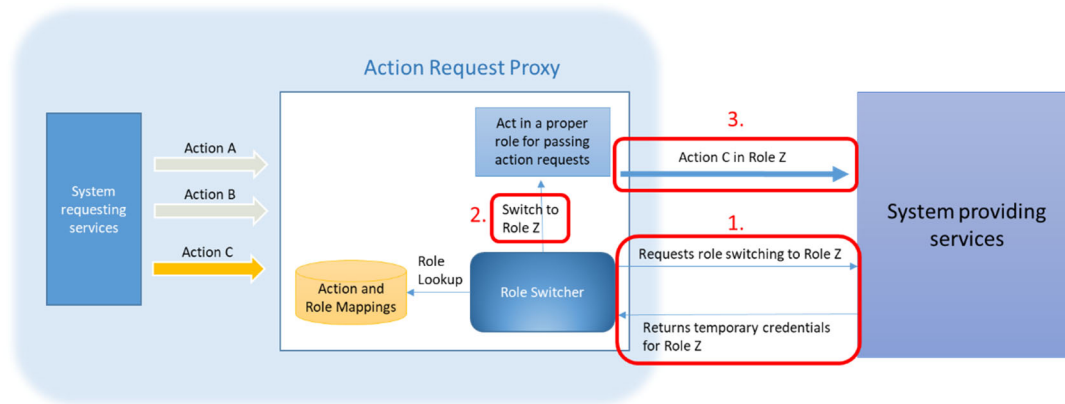 Action Request Proxy
System
requesting
services
Action A
Action B
Action C
Act in a proper
role for passing
action requests
2.
Switch to
Role Z
Role
Lookup
Action and
Role Mappings
Role Switcher
3.
Action C in Role Z
1.
Requests role switching to Role Z
Returns temporary credentials
for Role Z
System providing
services